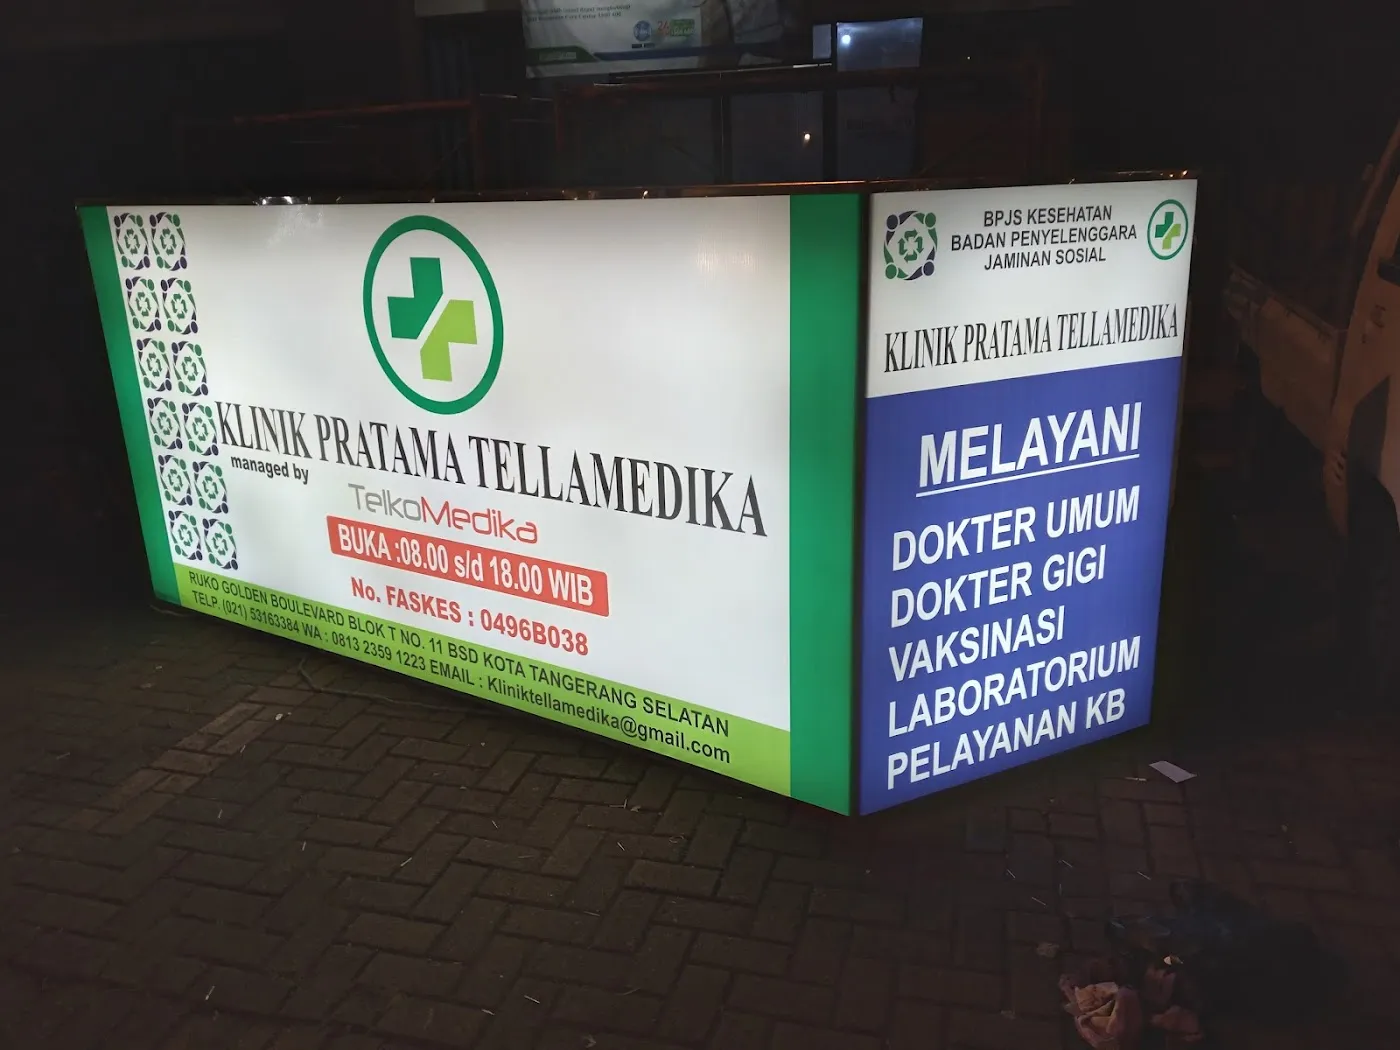 KLINIK PRATAMA TELLAMEDIKA
managed by
TelkoMedika
BUKA :08.00 s/d 18.00 WIB
No. FASKES : 0496B038
RUKO GOLDEN BOULEVARD BLOK T NO. 11 BSD KOTA TANGERANG SELATAN
TELP. (021) 53163384 WA : 0813 2359 1223 EMAIL : Kliniktellamedika@gmail.com
BPJS KESEHATAN
BADAN PENYELENGGARA
JAMINAN SOSIAL
KLINIK PRATAMA TELLAMEDIKA
MELAYANI
DOKTER UMUM
DOKTER GIGI
VAKSINASI
LABORATORIUM
PELAYANAN KB